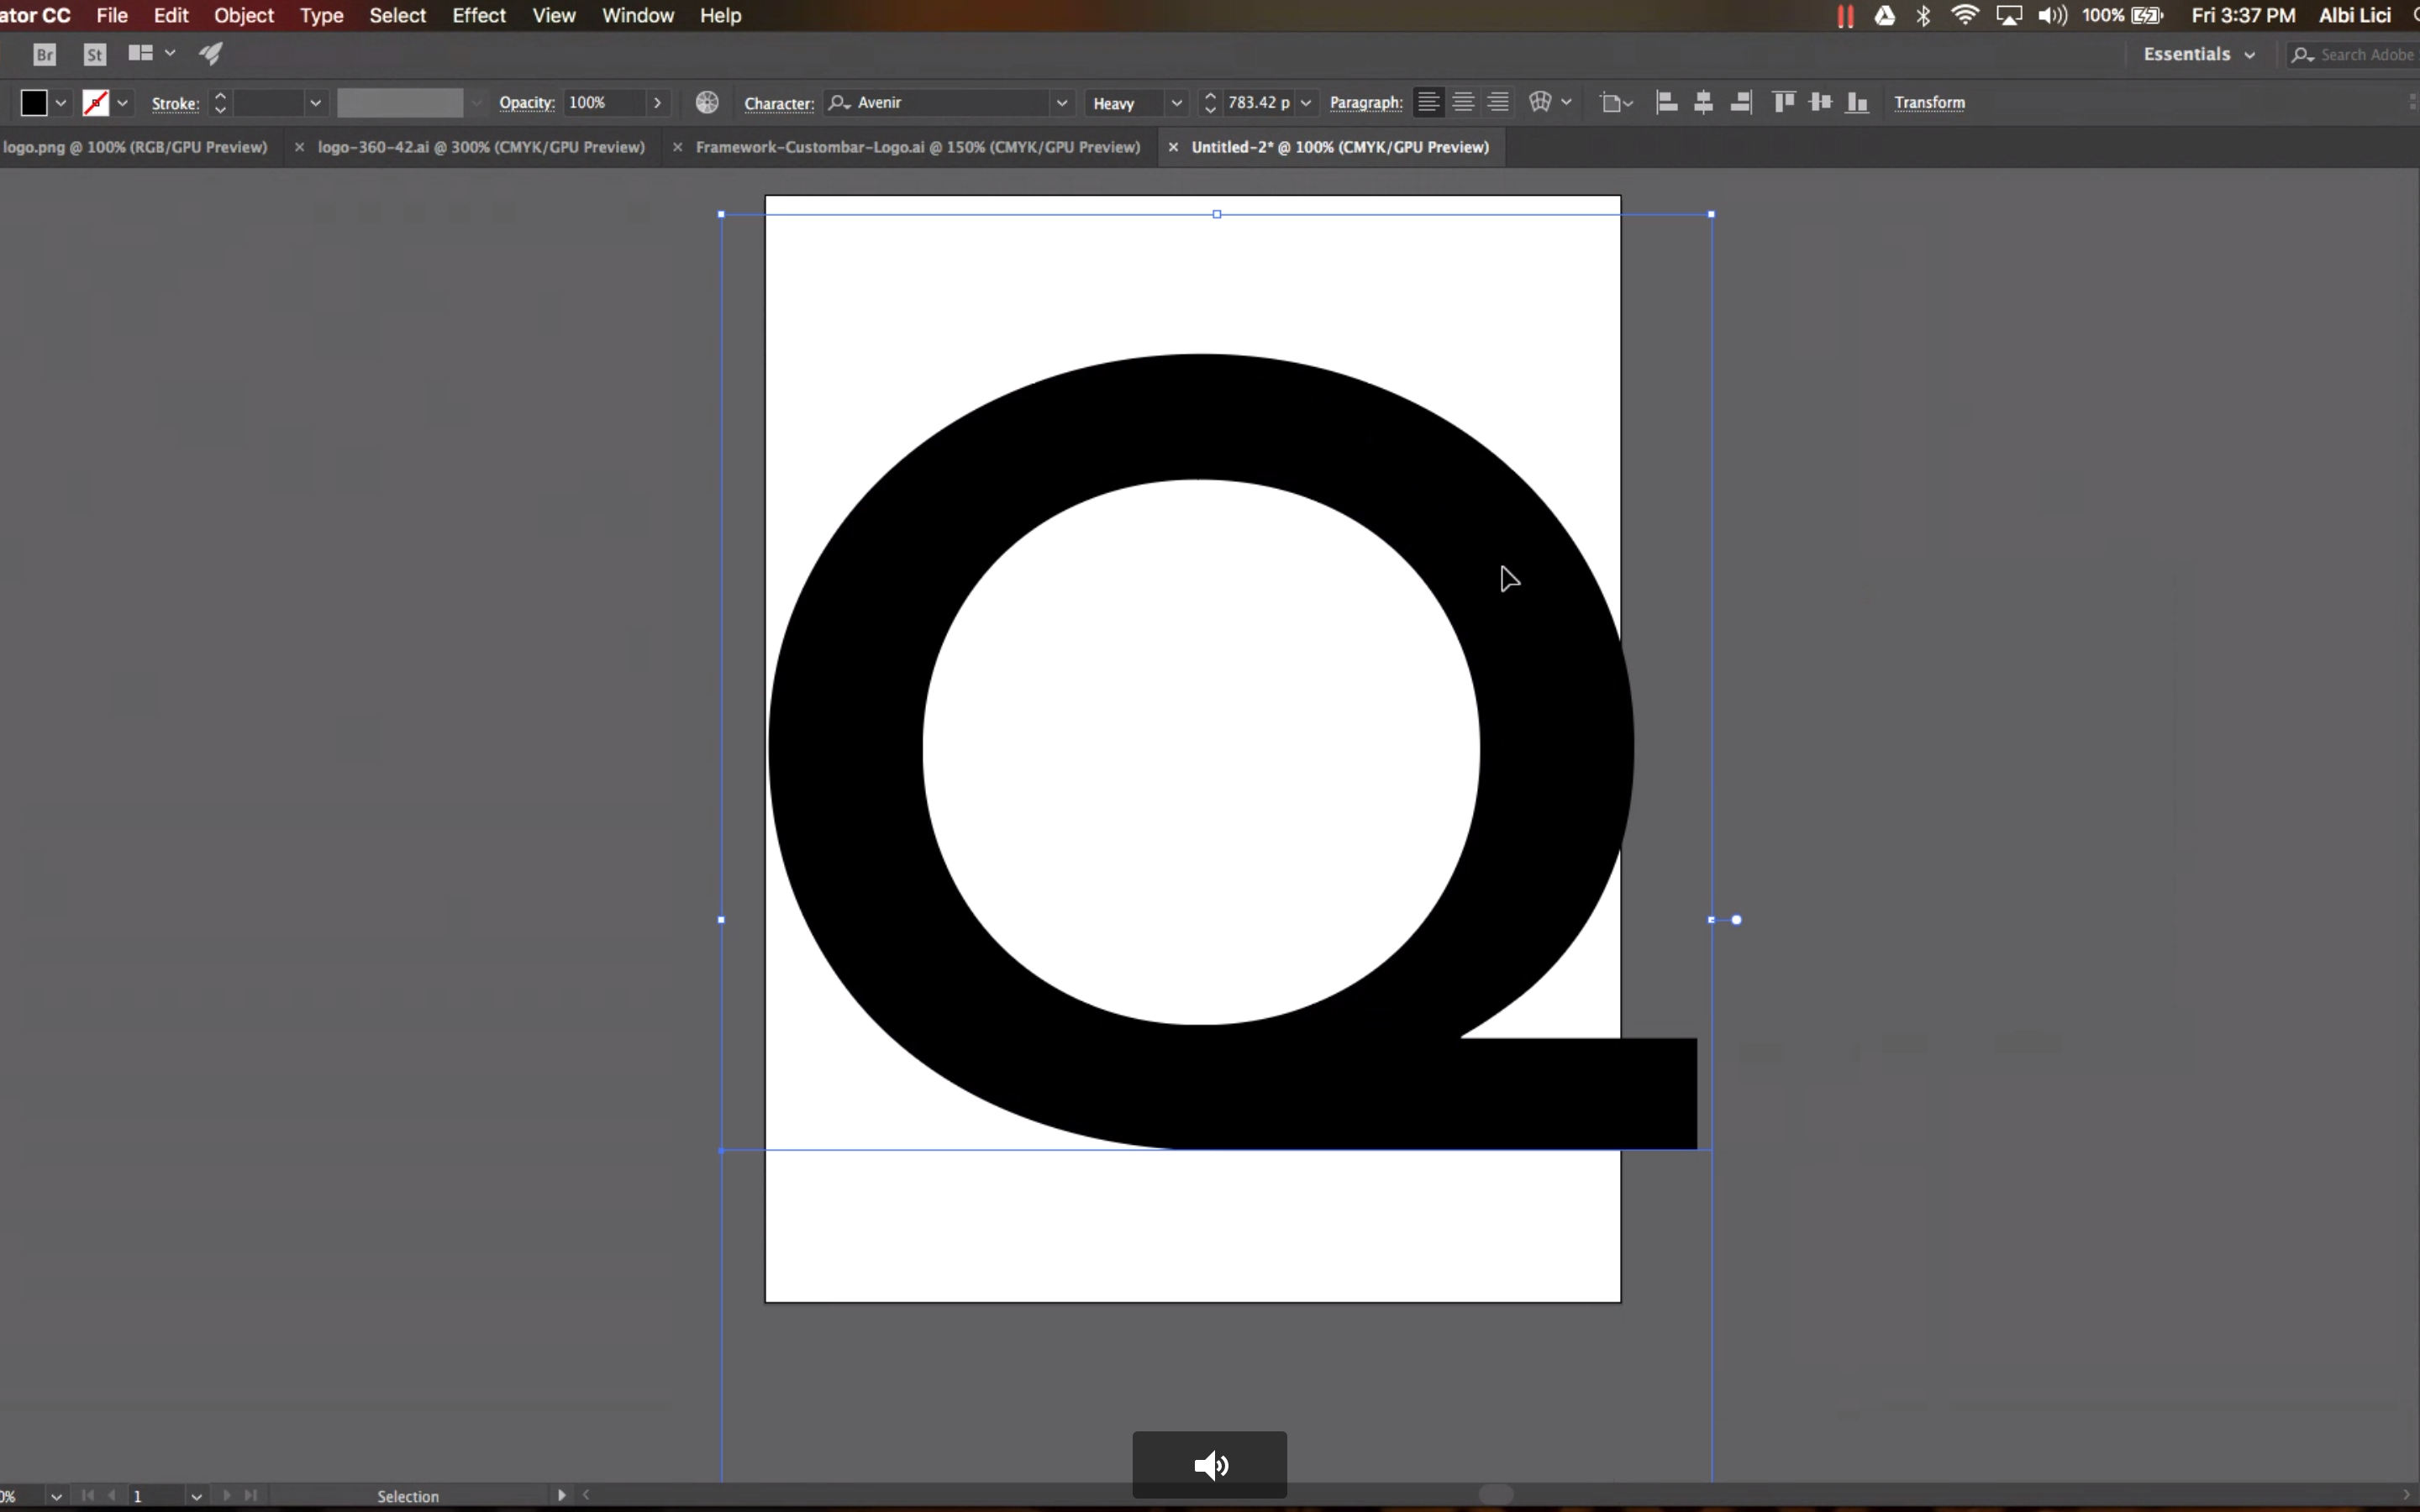 ator CC File Edit Object Type Select Effect View Window Help 100% Fri 3:37 PM Albi Lici
Br St Essentials Search Adobe
Stroke: Opacity: 100% Character: Avenir Heavy 783.42 p Paragraph: Transform
logo.png @ 100% (RGB/GPU Preview) × logo-360-42.ai @ 300% (CMYK/GPU Preview) × Framework-Custombar-Logo.ai @ 150% (CMYK/GPU Preview) × Untitled-2* @ 100% (CMYK/GPU Preview)
Q
0% 1 Selection